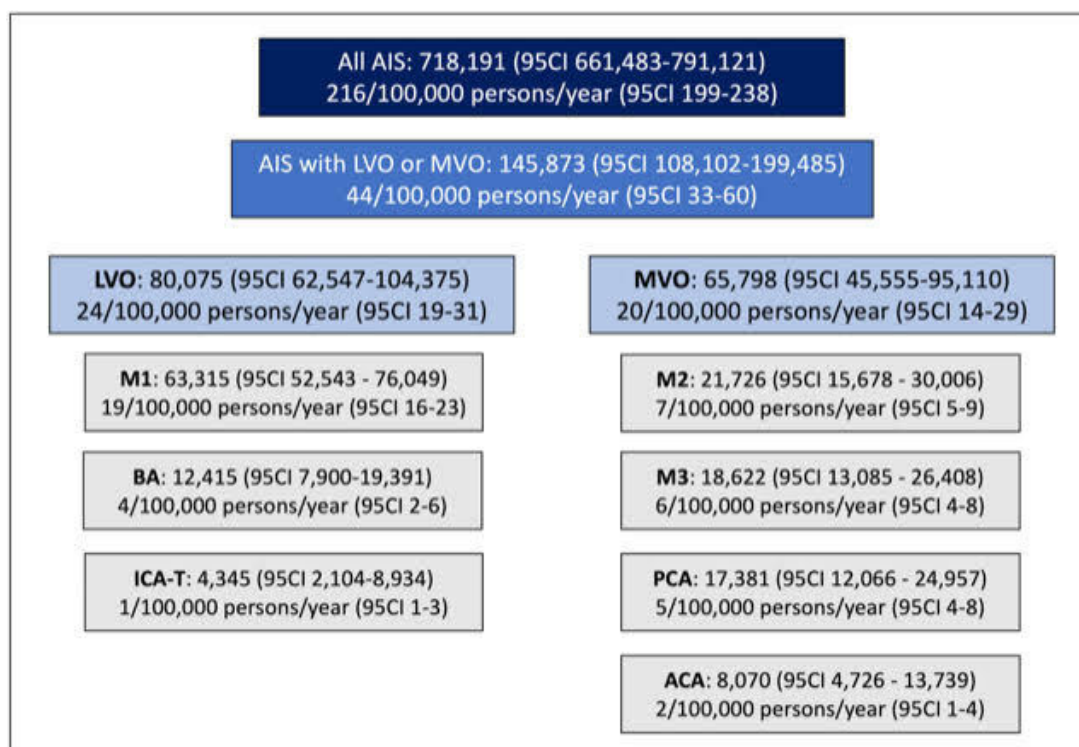 All AIS: 718,191 (95CI 661,483-791,121)
216/100,000 persons/year (95CI 199-238)
AIS with LVO or MVO: 145,873 (95CI 108,102-199,485)
44/100,000 persons/year (95CI 33-60)
LVO: 80,075 (95CI 62,547-104,375)
24/100,000 persons/year (95CI 19-31)
M1: 63,315 (95CI 52,543 - 76,049)
19/100,000 persons/year (95CI 16-23)
BA: 12,415 (95CI 7,900-19,391)
4/100,000 persons/year (95CI 2-6)
ICA-T: 4,345 (95CI 2,104-8,934)
1/100,000 persons/year (95CI 1-3)
MVO: 65,798 (95CI 45,555-95,110)
20/100,000 persons/year (95CI 14-29)
M2: 21,726 (95CI 15,678 - 30,006)
7/100,000 persons/year (95CI 5-9)
M3: 18,622 (95CI 13,085 - 26,408)
6/100,000 persons/year (95CI 4-8)
PCA: 17,381 (95CI 12,066 - 24,957)
5/100,000 persons/year (95CI 4-8)
ACA: 8,070 (95CI 4,726 - 13,739)
2/100,000 persons/year (95CI 1-4)